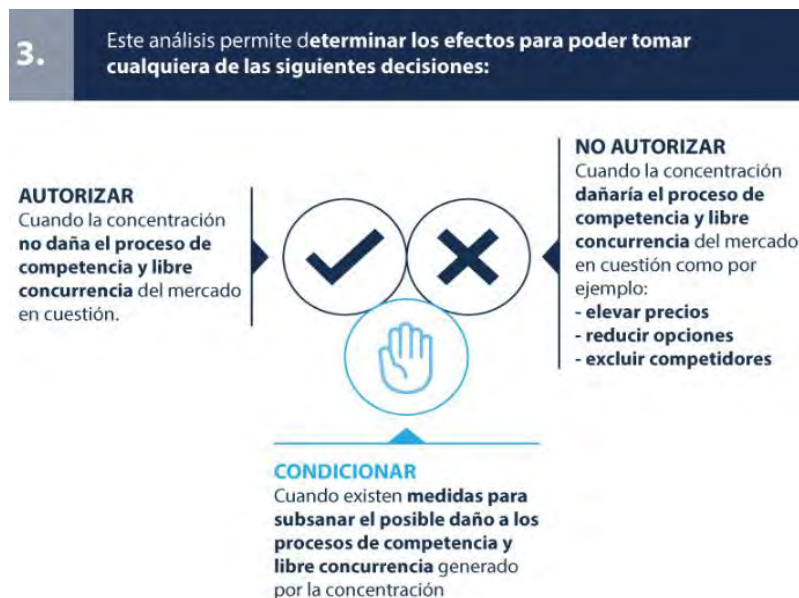 3.
Este análisis permite determinar los efectos para poder tomar
cualquiera de las siguientes decisiones:
AUTORIZAR
Cuando la concentración
no daña el proceso de
competencia y libre
concurrencia del mercado
en cuestión.
NO AUTORIZAR
Cuando la concentración
dañaría el proceso de
competencia y libre
concurrencia del mercado
en cuestión como por
ejemplo:
- elevar precios
- reducir opciones
- excluir competidores
CONDICIONAR
Cuando existen medidas para
subsanar el posible daño a los
procesos de competencia y
libre concurrencia generado
por la concentración